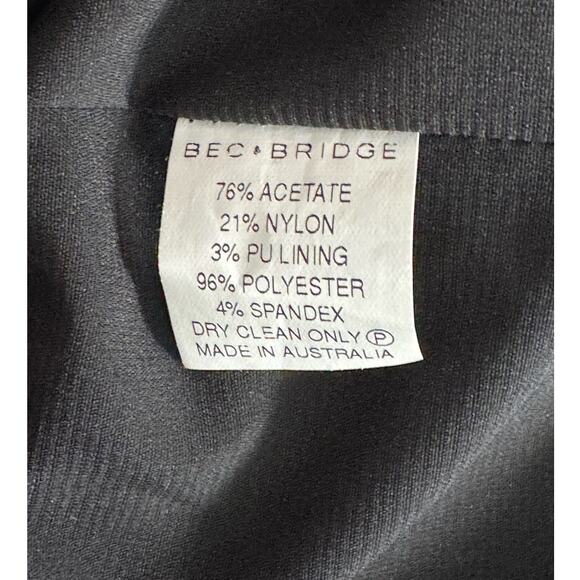 BEC & BRIDGE
76% ACETATE
21% NYLON
3% PU LINING
96% POLYESTER
4% SPANDEX
DRY CLEAN ONLY Ⓟ
MADE IN AUSTRALIA